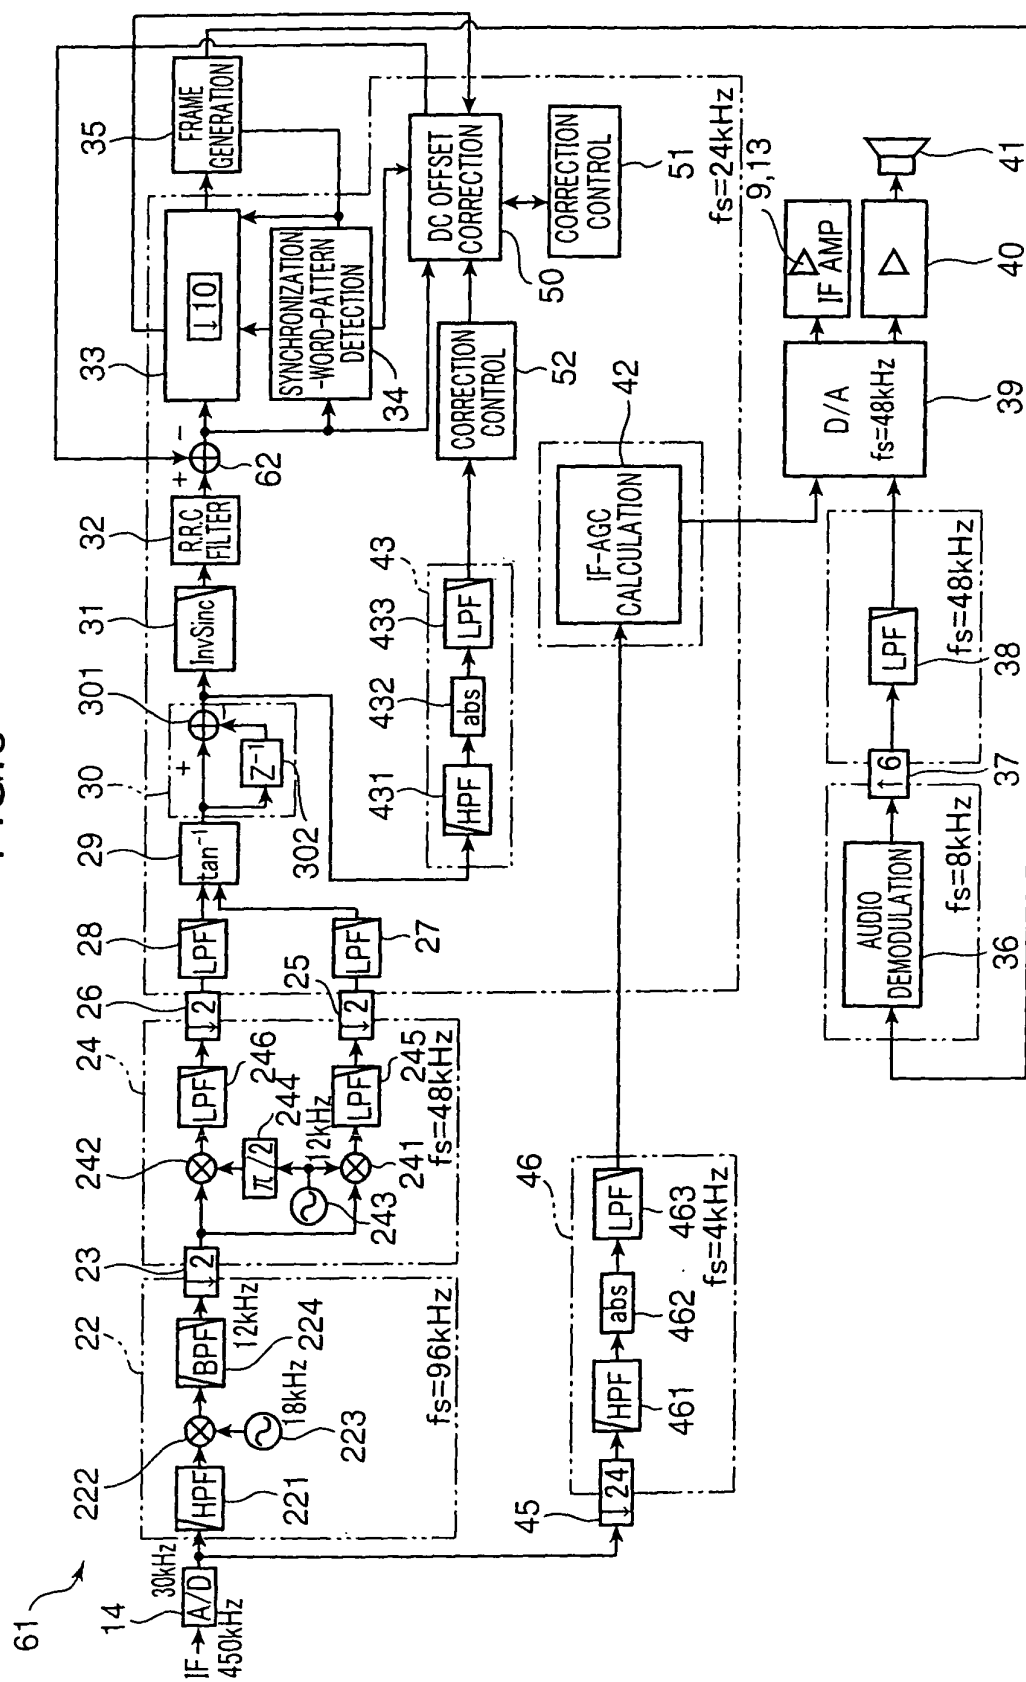 61
IF
450kHz
14
A/D
30kHz
222
HPF
221
18kHz
223
22
BPF
224
12kHz
fs=96kHz
23
↓2
242
24
LPF
246
π/2
244
12kHz
243
241
LPF
245
fs=48kHz
26
↓2
25
↓2
28
LPF
LPF
27
29
tan⁻¹
30
+
301
−
Z⁻¹
302
31
InvSinc
32
R.R.C
FILTER
+
−
62
33
↓10
35
FRAME
GENERATION
SYNCHRONIZATION
-WORD-PATTERN
DETECTION
34
DC OFFSET
CORRECTION
50
CORRECTION
CONTROL
51
CORRECTION
CONTROL
52
fs=24kHz
43
431
HPF
432
abs
433
LPF
45
↓24
46
HPF
461
abs
462
LPF
463
fs=4kHz
42
IF-AGC
CALCULATION
AUDIO
DEMODULATION
36
fs=8kHz
↑6
37
LPF
38
fs=48kHz
D/A
fs=48kHz
39
9,13
IF AMP
40
41